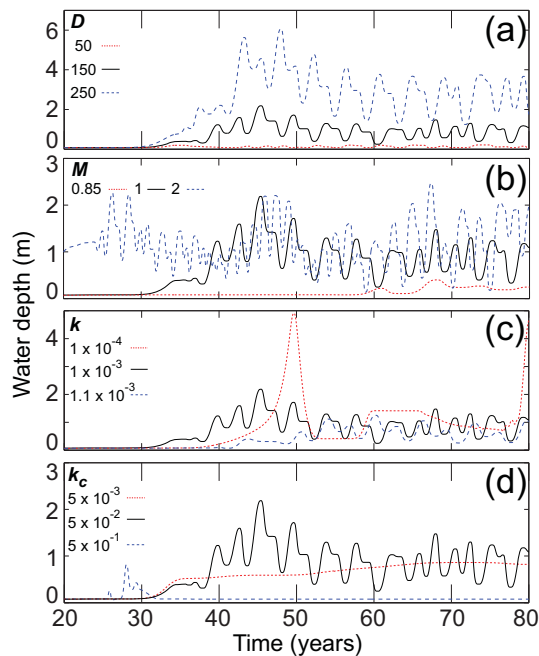 D
50
150
250
(a)
6
4
2
0
M
0.85 1 2
(b)
3
2
1
0
Water depth (m)
k
1 x 10^-4
1 x 10^-3
1.1 x 10^-3
(c)
4
2
0
k_c
5 x 10^-3
5 x 10^-2
5 x 10^-1
(d)
3
2
1
0
20 30 40 50 60 70 80
Time (years)